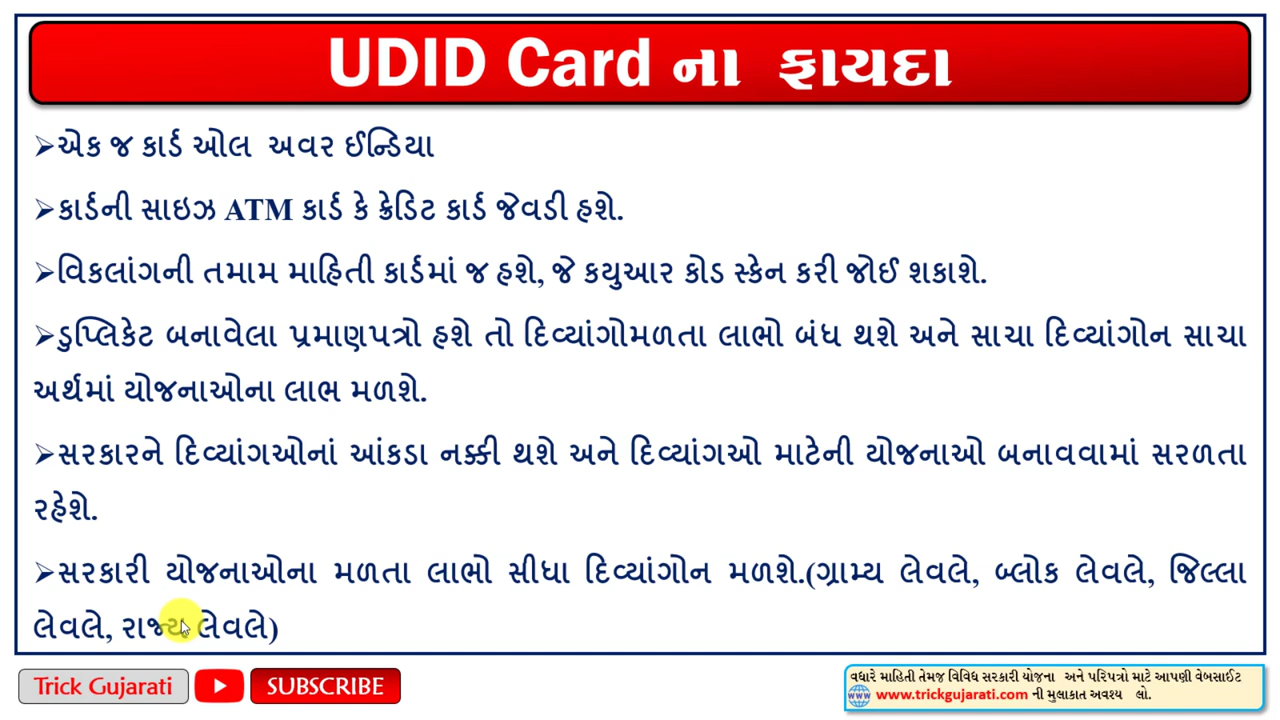 UDID Card ના ફાયદા
➢એક જ કાર્ડ ઓલ અવર ઈન્ડિયા
➢કાર્ડની સાઇઝ ATM કાર્ડ કે ક્રેડિટ કાર્ડ જેવડી હશે.
➢વિકલાંગની તમામ માહિતી કાર્ડમાં જ હશે, જે કયુઆર કોડ સ્કેન કરી જોઈ શકાશે.
➢ડુપ્લિકેટ બનાવેલા પ્રમાણપત્રો હશે તો દિવ્યાંગોમળતા લાભો બંધ થશે અને સાચા દિવ્યાંગોન સાચા
અર્થમાં યોજનાઓના લાભ મળશે.
➢સરકારને દિવ્યાંગઓનાં આંકડા નક્કી થશે અને દિવ્યાંગઓ માટેની યોજનાઓ બનાવવામાં સરળતા
રહેશે.
➢સરકારી યોજનાઓના મળતા લાભો સીધા દિવ્યાંગોન મળશે.(ગ્રામ્ય લેવલે, બ્લોક લેવલે, જિલ્લા
લેવલે, રાજ્ય લેવલે)
Trick Gujarati SUBSCRIBE
વધારે માહિતી તેમજ વિવિધ સરકારી યોજના અને પરિપત્રો માટે આપણી વેબસાઈટ
www.trickgujarati.com ની મુલાકાત અવશ્ય લો.